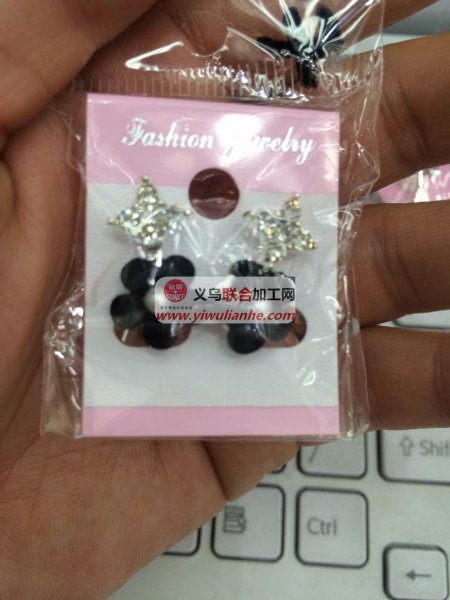 Fashion Jewelry
义乌联合加工网
www.yiwulianhe.com
/
⇧ Shift
Ctrl
←